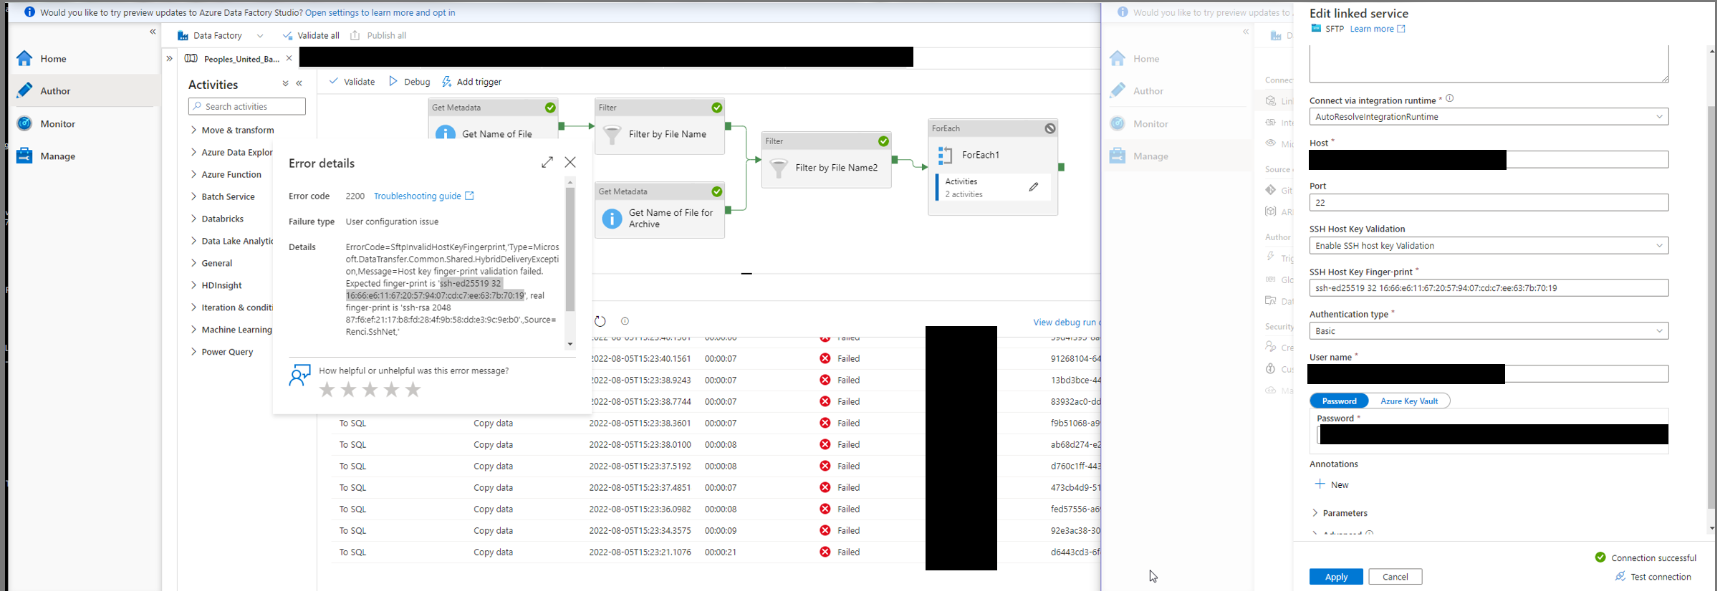 Would you like to try preview updates to Azure Data Factory Studio? Open settings to learn more and opt in
Home
Author
Monitor
Manage
Data Factory
Validate all
Publish all
Peoples_United_Ba...
Activities
Search activities
Move & transform
Azure Data Explor
Azure Function
Batch Service
Databricks
Data Lake Analytic
General
HDInsight
Iteration & conditi
Machine Learning
Power Query
Validate
Debug
Add trigger
Get Metadata
Get Name of File
Filter
Filter by File Name
Get Metadata
Get Name of File for
Archive
Filter
Filter by File Name2
ForEach
ForEach1
Activities
2 activities
Error details
Error code
2200
Troubleshooting guide
Failure type
User configuration issue
Details
ErrorCode=SftpInvalidHostKeyFingerprint,'Type=Micros
oft.DataTransfer.Common.Shared.HybridDeliveryExcepti
on,Message=Host key finger-print validation failed.
Expected finger-print is 'ssh-ed25519 32
16:66:e6:11:67:20:57:94:07:cd:c7:ee:63:7b:70:19', real
finger-print is 'ssh-rsa 2048
87:f6:ef:21:17:b8:fd:28:4f:9b:58:dd:e3:9c:9e:b0'.,Source=
Renci.SshNet,'
How helpful or unhelpful was this error message?
View debug run
Failed
2022-08-05T15:23:40.1561 00:00:07 Failed 91268104-64
2022-08-05T15:23:38.9243 00:00:07 Failed 13bd3bce-44
2022-08-05T15:23:38.7744 00:00:07 Failed 83932ac0-dd
To SQL Copy data 2022-08-05T15:23:38.3601 00:00:07 Failed f9b51068-a9
To SQL Copy data 2022-08-05T15:23:38.0100 00:00:08 Failed ab68d274-e2
To SQL Copy data 2022-08-05T15:23:37.5192 00:00:08 Failed d760c1ff-443
To SQL Copy data 2022-08-05T15:23:37.4851 00:00:07 Failed 473cb4d9-51
To SQL Copy data 2022-08-05T15:23:36.0982 00:00:08 Failed fed57556-a6
To SQL Copy data 2022-08-05T15:23:34.3575 00:00:09 Failed 92e3ac38-30
To SQL Copy data 2022-08-05T15:23:21.1076 00:00:21 Failed d6443cd3-6f
Would you like to try preview updates to
Home
Author
Monitor
Manage
Connec
Source
Git
Author
Security
Edit linked service
SFTP Learn more
Connect via integration runtime *
AutoResolveIntegrationRuntime
Host *
Port
22
SSH Host Key Validation
Enable SSH host key Validation
SSH Host Key Finger-print *
ssh-ed25519 32 16:66:e6:11:67:20:57:94:07:cd:c7:ee:63:7b:70:19
Authentication type *
Basic
User name *
Password
Azure Key Vault
Password *
Annotations
New
Parameters
Connection successful
Apply
Cancel
Test connection